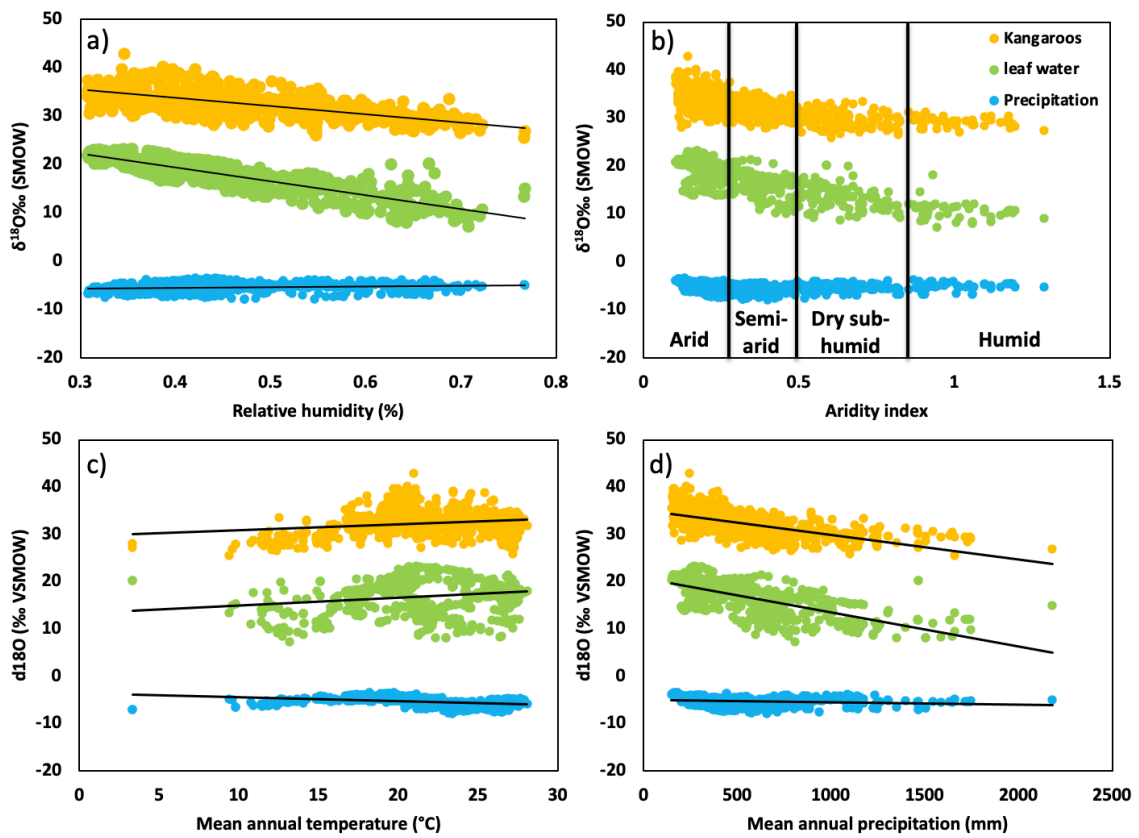 a)
50
40
30
20
10
0
-10
-20
δ¹⁸O‰ (SMOW)
0.3 0.4 0.5 0.6 0.7 0.8
Relative humidity (%)
b)
50
40
30
20
10
0
-10
-20
δ¹⁸O‰ (SMOW)
Kangaroos
leaf water
Precipitation
Arid
Semi-
arid
Dry sub-
humid
Humid
0 0.5 1 1.5
Aridity index
c)
50
40
30
20
10
0
-10
-20
d18O (‰ VSMOW)
0 5 10 15 20 25 30
Mean annual temperature (°C)
d)
50
40
30
20
10
0
-10
-20
d18O (‰ VSMOW)
0 500 1000 1500 2000 2500
Mean annual precipitation (mm)